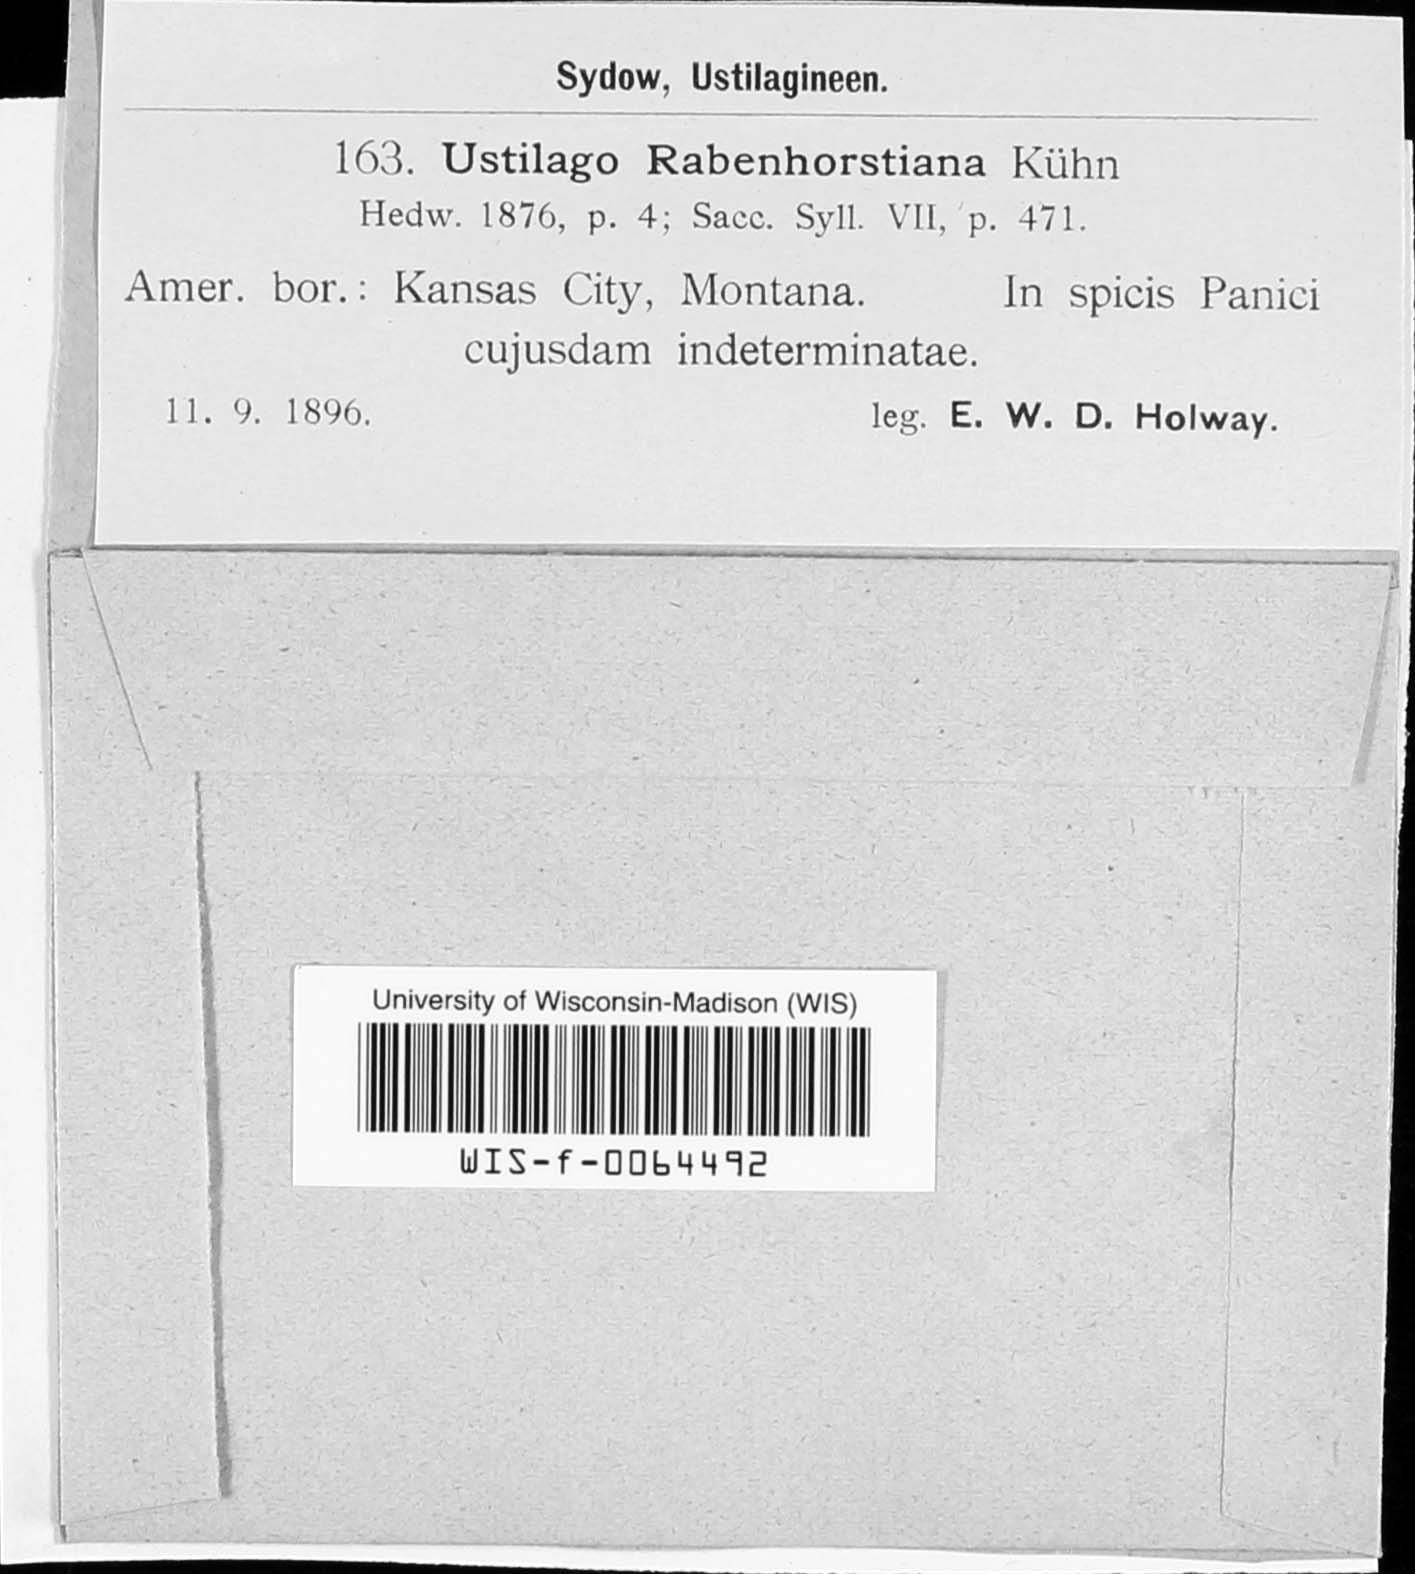 Sydow, Ustilagineen.
163. Ustilago Rabenhorstiana Kühn
Hedw. 1876, p. 4; Sacc. Syll. VII, p. 471.
Amer. bor.: Kansas City, Montana. In spicis Panici
cujusdam indeterminatae.
11. 9. 1896. leg. E. W. D. Holway.
University of Wisconsin-Madison (WIS)
WIS-f-0064492